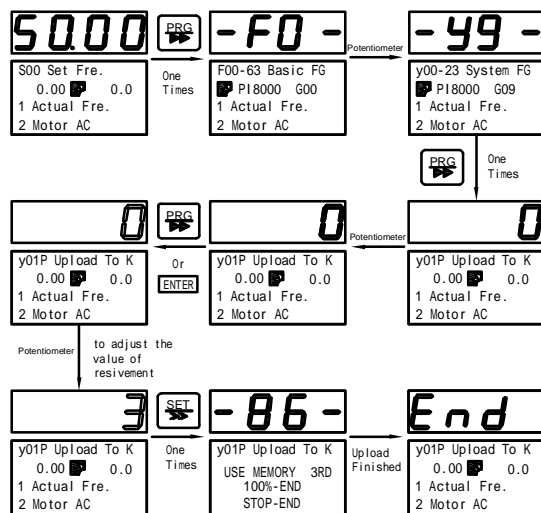 50.00
PRG
-F0-
Potentiometer
-y9-
S00 Set Fre.
0.00 0.0
1 Actual Fre.
2 Motor AC
One
Times
F00-63 Basic FG
PI8000 G00
1 Actual Fre.
2 Motor AC
y00-23 System FG
PI8000 G09
1 Actual Fre.
2 Motor AC
PRG
One
Times
0
PRG
0
Potentiometer
0
y01P Upload To K
0.00 0.0
1 Actual Fre.
2 Motor AC
Or
ENTER
y01P Upload To K
0.00 0.0
1 Actual Fre.
2 Motor AC
y01P Upload To K
0.00 0.0
1 Actual Fre.
2 Motor AC
Potentiometer
to adjust the
value of
resivement
3
SET
-86-
End
y01P Upload To K
0.00 0.0
1 Actual Fre.
2 Motor AC
One
Times
y01P Upload To K
USE MEMORY 3RD
100%-END
STOP-END
Upload
Finished
y01P Upload To K
0.00 0.0
1 Actual Fre.
2 Motor AC